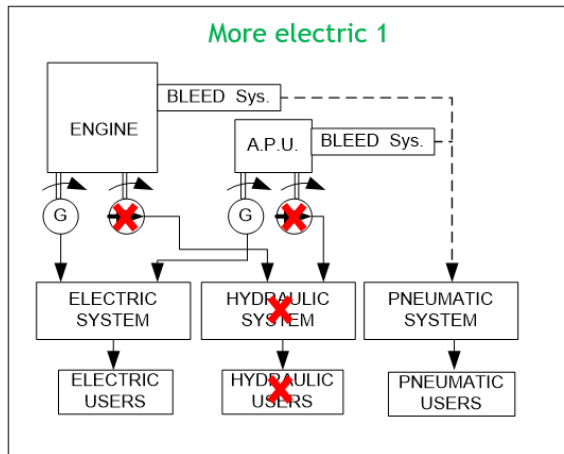 More electric 1
BLEED Sys.
ENGINE
A.P.U.
BLEED Sys.
G
G
ELECTRIC
SYSTEM
HYDRAULIC
SYSTEM
PNEUMATIC
SYSTEM
ELECTRIC
USERS
HYDRAULIC
USERS
PNEUMATIC
USERS